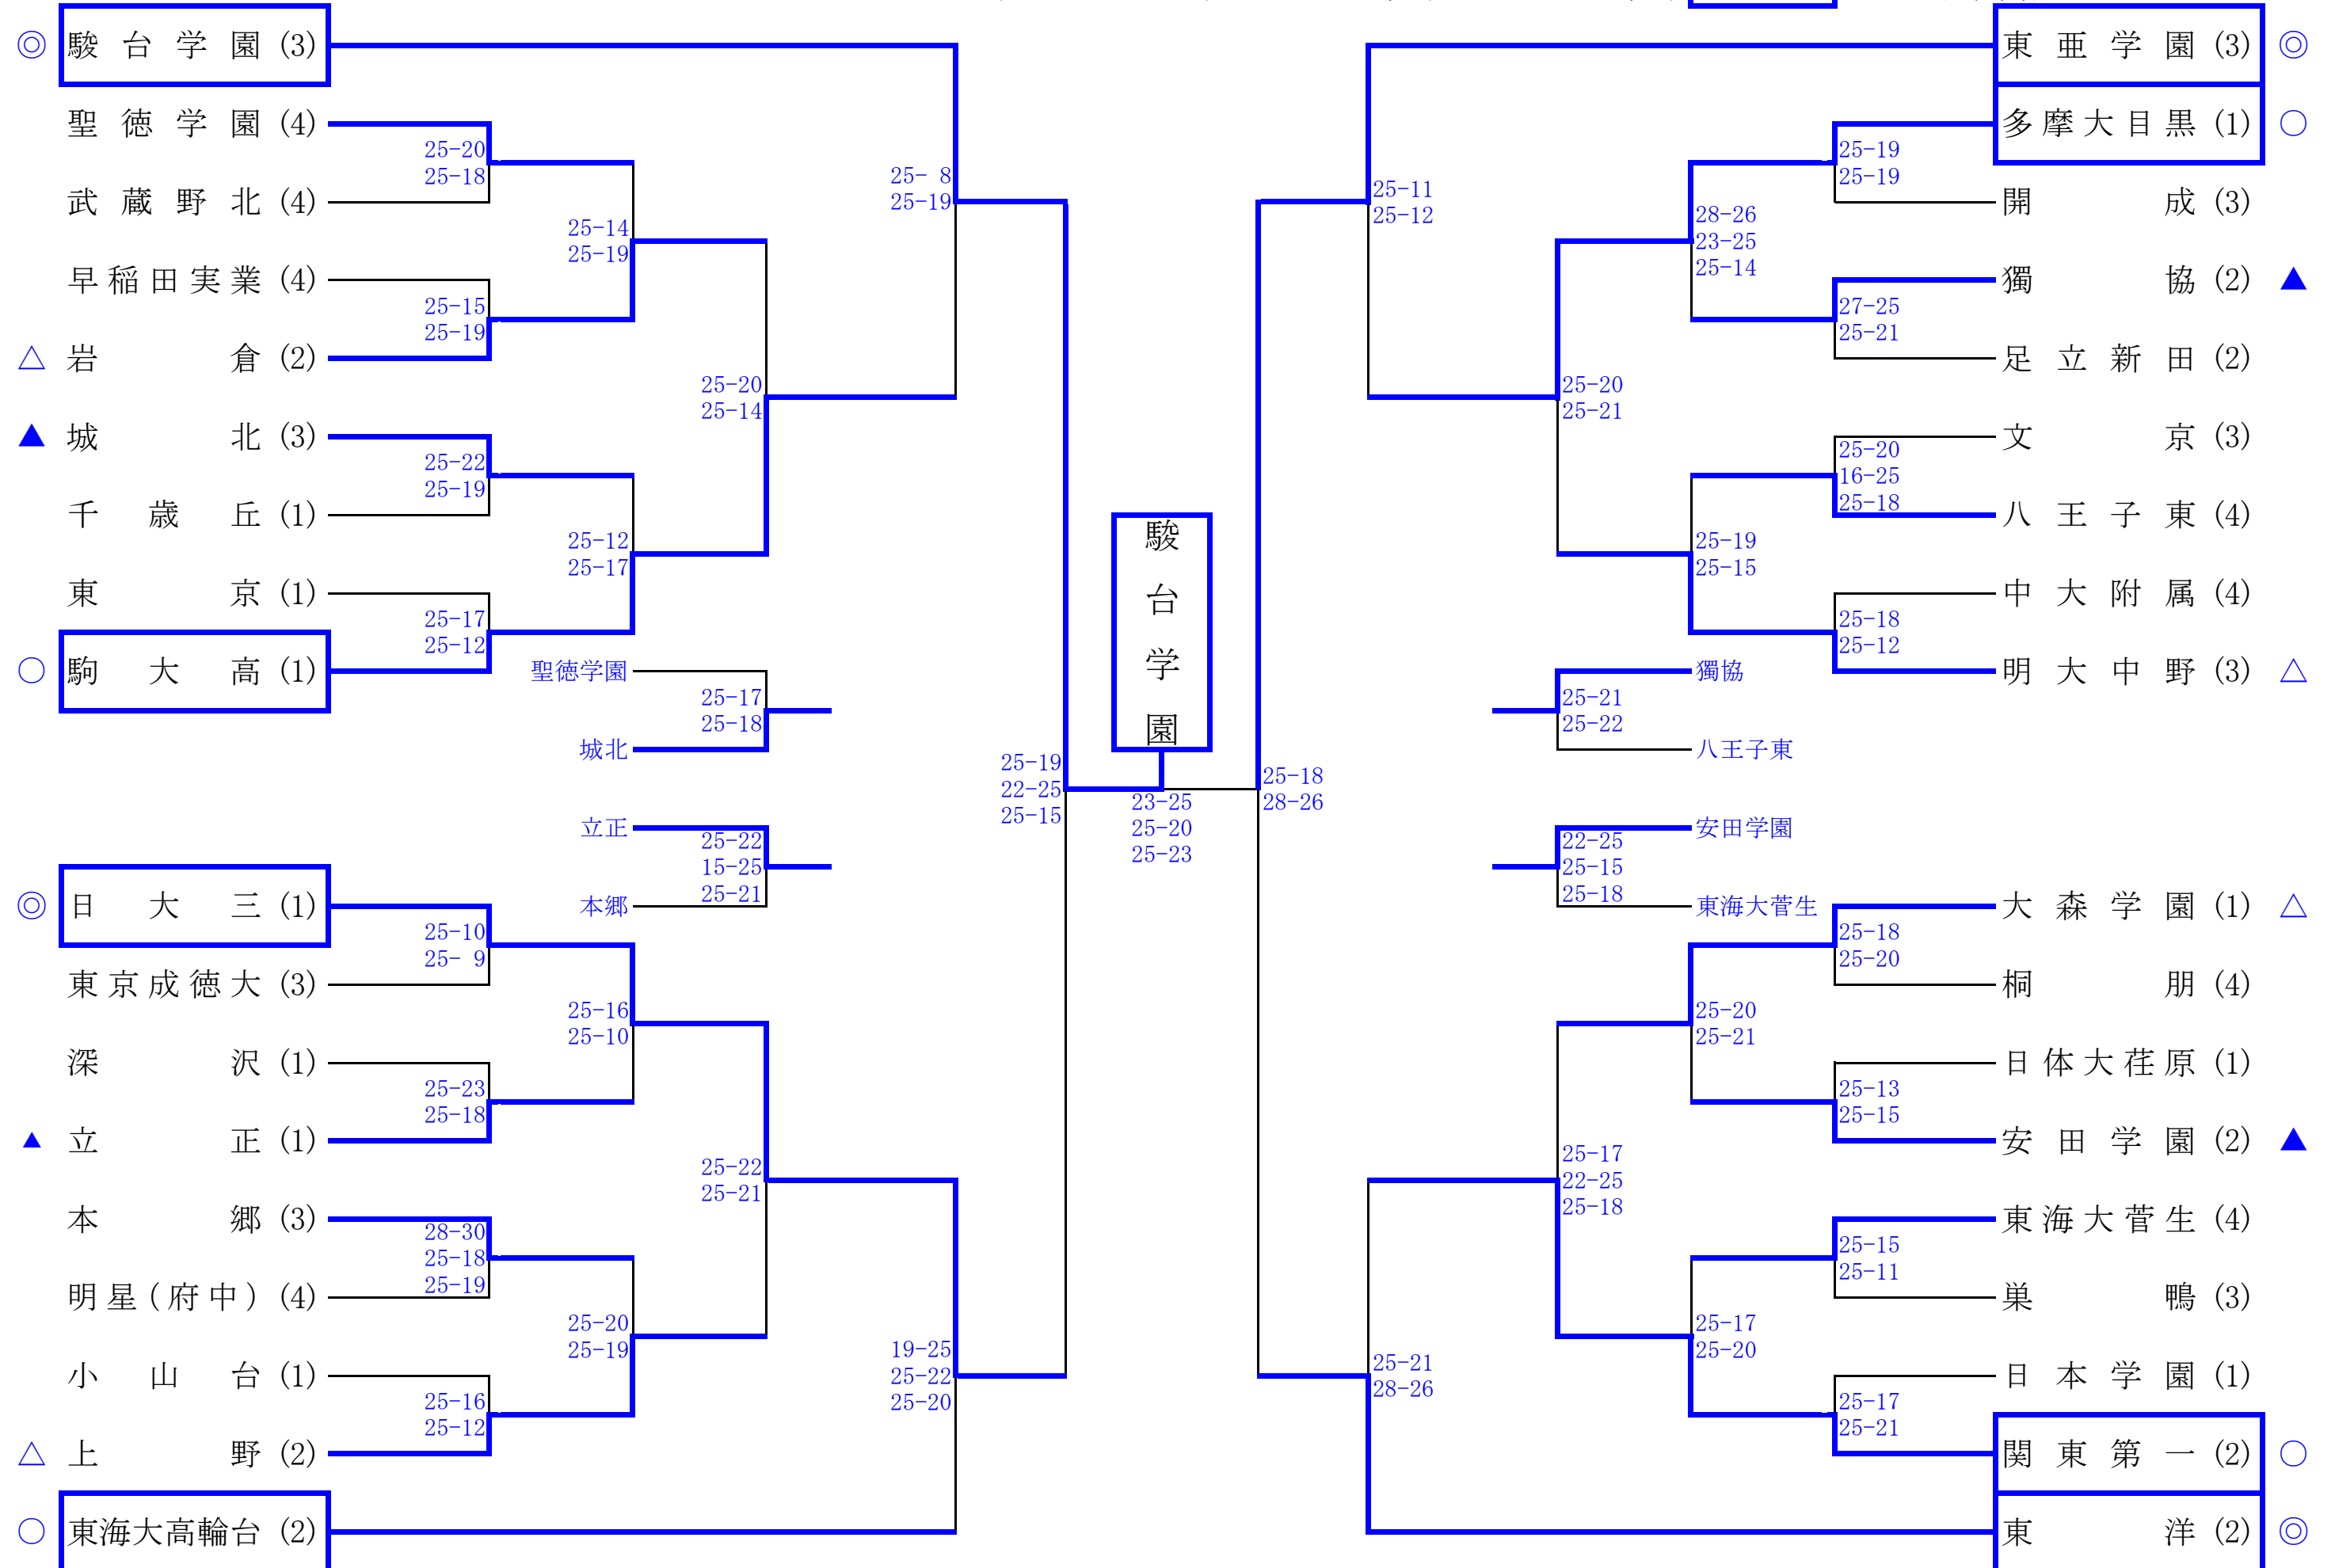 ◎ 駿台学園 (3)
聖徳学園 (4)
25-20
25-18
武蔵野北 (4)
25-14
25-19
早稲田実業 (4)
25-15
25-19
△ 岩倉 (2)
25-20
25-14
▲ 城北 (3)
25-22
25-19
千歳丘 (1)
25-12
25-17
東京 (1)
25-17
25-12
○ 駒大高 (1)
25- 8
25-19
聖徳学園
25-17
25-18
城北
立正
25-22
15-25
25-21
本郷
◎ 日大三 (1)
25-10
25- 9
東京成徳大 (3)
25-16
25-10
深沢 (1)
25-23
25-18
▲ 立正 (1)
25-22
25-21
本郷 (3)
28-30
25-18
25-19
明星(府中) (4)
25-20
25-19
小山台 (1)
25-16
25-12
△ 上野 (2)
19-25
25-22
25-20
○ 東海大高輪台 (2)
25-19
22-25
25-15
駿台学園
23-25
25-20
25-23
25-18
28-26
東亜学園 (3) ◎
25-11
25-12
多摩大目黒 (1) ○
25-19
25-19
開成 (3)
28-26
23-25
25-14
獨協 (2) ▲
27-25
25-21
足立新田 (2)
25-20
25-21
文京 (3)
25-20
16-25
25-18
八王子東 (4)
25-19
25-15
中大附属 (4)
25-18
25-12
明大中野 (3) △
獨協
25-21
25-22
八王子東
安田学園
22-25
25-15
25-18
東海大菅生
大森学園 (1) △
25-18
25-20
桐朋 (4)
25-20
25-21
日体大荏原 (1)
25-13
25-15
安田学園 (2) ▲
25-17
22-25
25-18
東海大菅生 (4)
25-15
25-11
巣鴨 (3)
25-17
25-20
日本学園 (1)
25-17
25-21
関東第一 (2) ○
25-21
28-26
東洋 (2) ◎